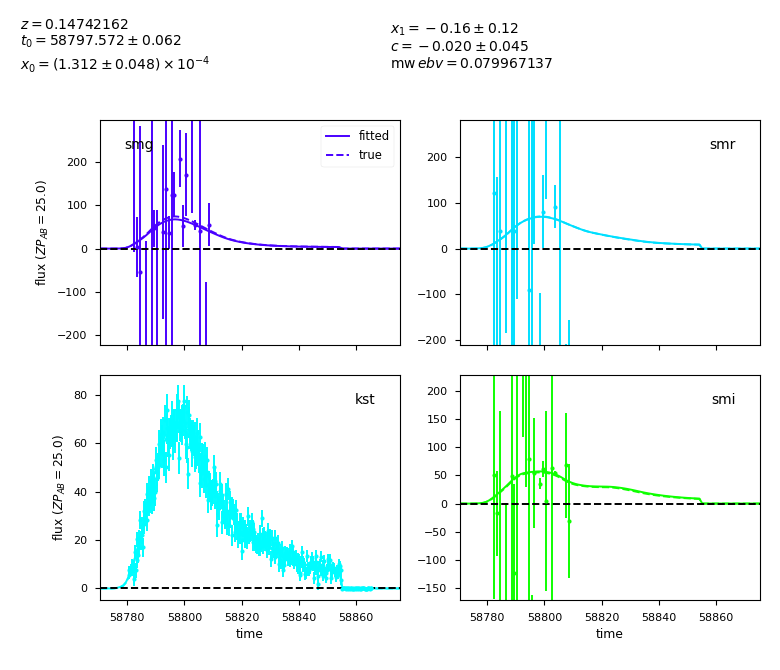 z = 0.14742162
t₀ = 58797.572 ± 0.062
x₀ = (1.312 ± 0.048) × 10⁻⁴
x₁ = −0.16 ± 0.12
c = −0.020 ± 0.045
mw ebv = 0.079967137
smg
fitted
true
200
100
0
−100
−200
flux (ZP_AB = 25.0)
smr
200
100
0
−100
−200
kst
80
60
40
20
0
flux (ZP_AB = 25.0)
58780 58800 58820 58840 58860
time
smi
200
150
100
50
0
−50
−100
−150
58780 58800 58820 58840 58860
time